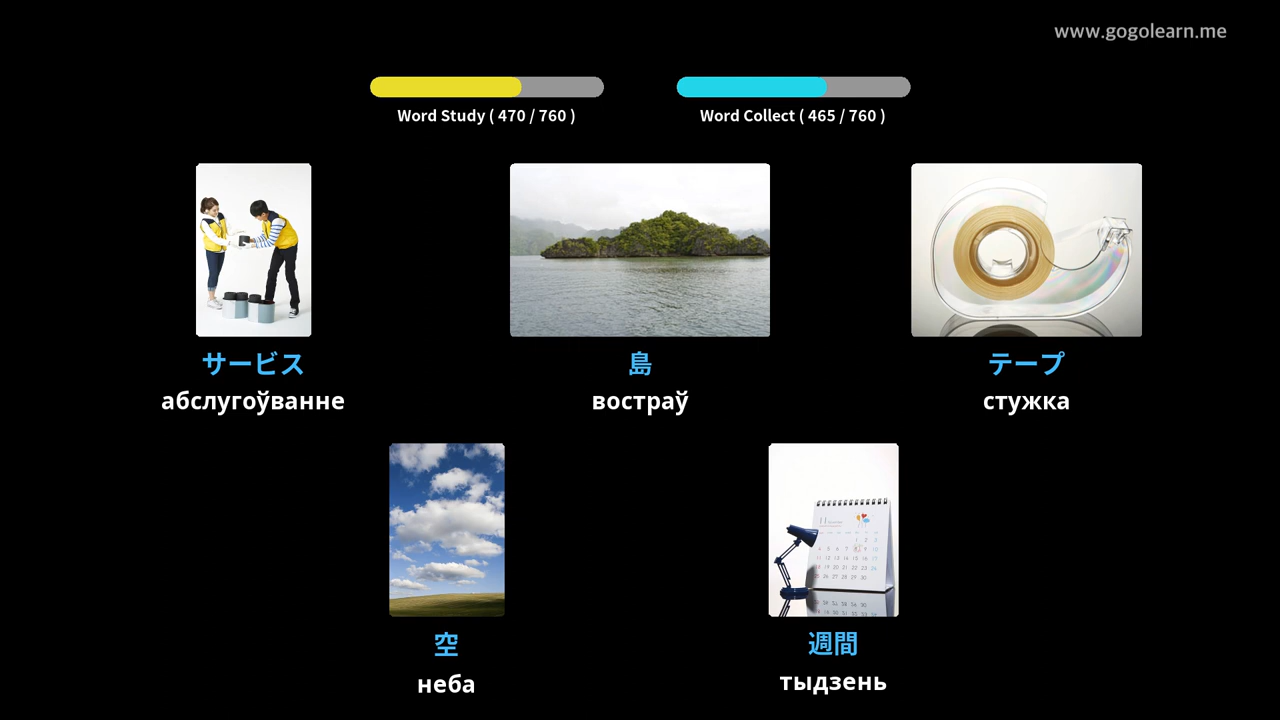 www.gogolearn.me
Word Study ( 470 / 760 )
Word Collect ( 465 / 760 )
サービス
абслугоўванне
島
востраў
テープ
стужка
空
неба
週間
тыдзень